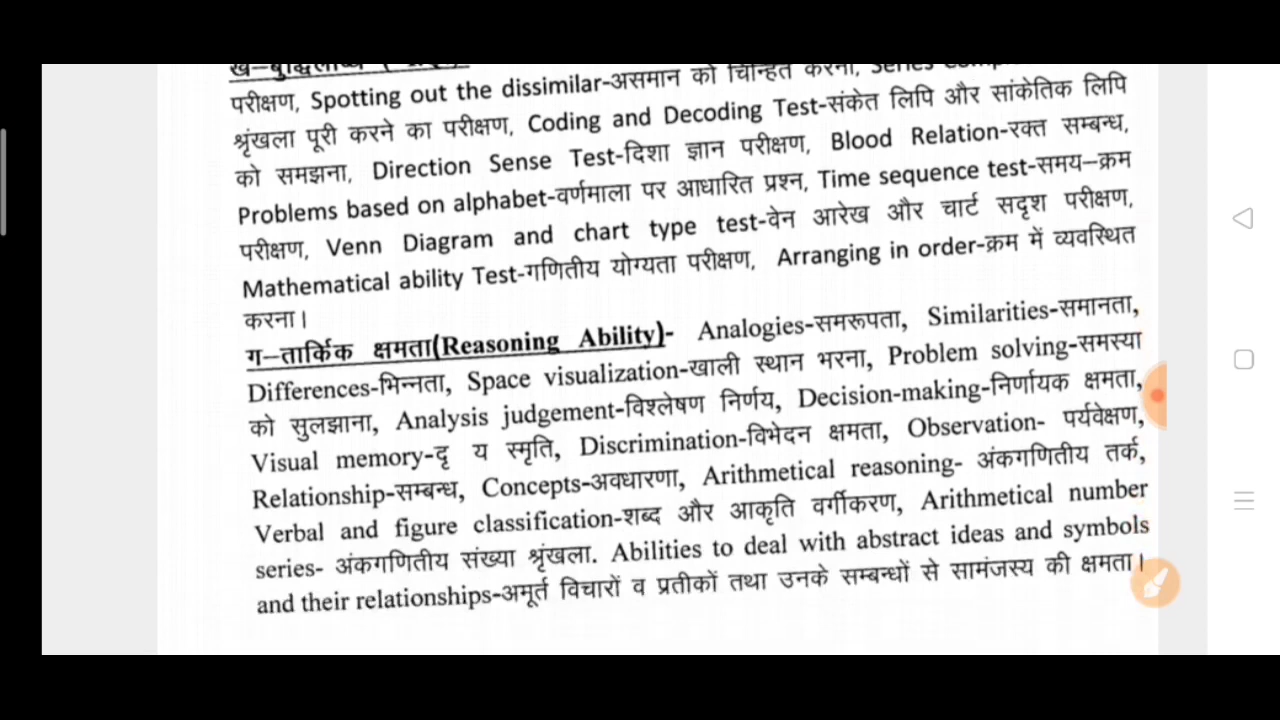 परीक्षण, Spotting out the dissimilar-असमान को चिन्हित करना,
श्रृंखला पूरी करने का परीक्षण, Coding and Decoding Test-संकेत लिपि और सांकेतिक लिपि
को समझना, Direction Sense Test-दिशा ज्ञान परीक्षण, Blood Relation-रक्त सम्बन्ध,
Problems based on alphabet-वर्णमाला पर आधारित प्रश्न, Time sequence test-समय–क्रम
परीक्षण, Venn Diagram and chart type test-वेन आरेख और चार्ट सदृश परीक्षण,
Mathematical ability Test-गणितीय योग्यता परीक्षण, Arranging in order-क्रम में व्यवस्थित
करना।
ग–तार्किक क्षमता(Reasoning Ability)- Analogies-समरूपता, Similarities-समानता,
Differences-भिन्नता, Space visualization-खाली स्थान भरना, Problem solving-समस्या
को सुलझाना, Analysis judgement-विश्लेषण निर्णय, Decision-making-निर्णायक क्षमता,
Visual memory-दृ य स्मृति, Discrimination-विभेदन क्षमता, Observation- पर्यवेक्षण,
Relationship-सम्बन्ध, Concepts-अवधारणा, Arithmetical reasoning- अंकगणितीय तर्क,
Verbal and figure classification-शब्द और आकृति वर्गीकरण, Arithmetical number
series- अंकगणितीय संख्या श्रृंखला. Abilities to deal with abstract ideas and symbols
and their relationships-अमूर्त विचारों व प्रतीकों तथा उनके सम्बन्धों से सामंजस्य की क्षमता।